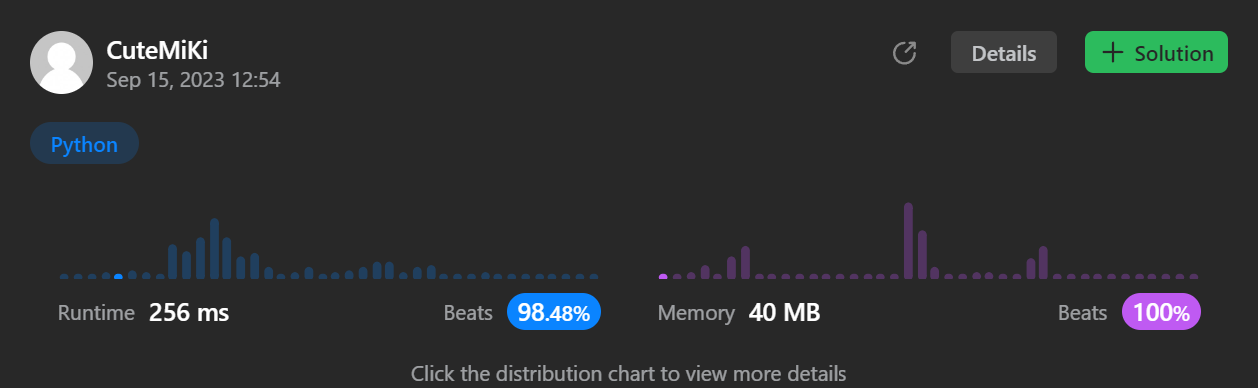 CuteMiKi
Sep 15, 2023 12:54
Details
+ Solution
Python
Runtime 256 ms Beats 98.48%
Memory 40 MB Beats 100%
Click the distribution chart to view more details